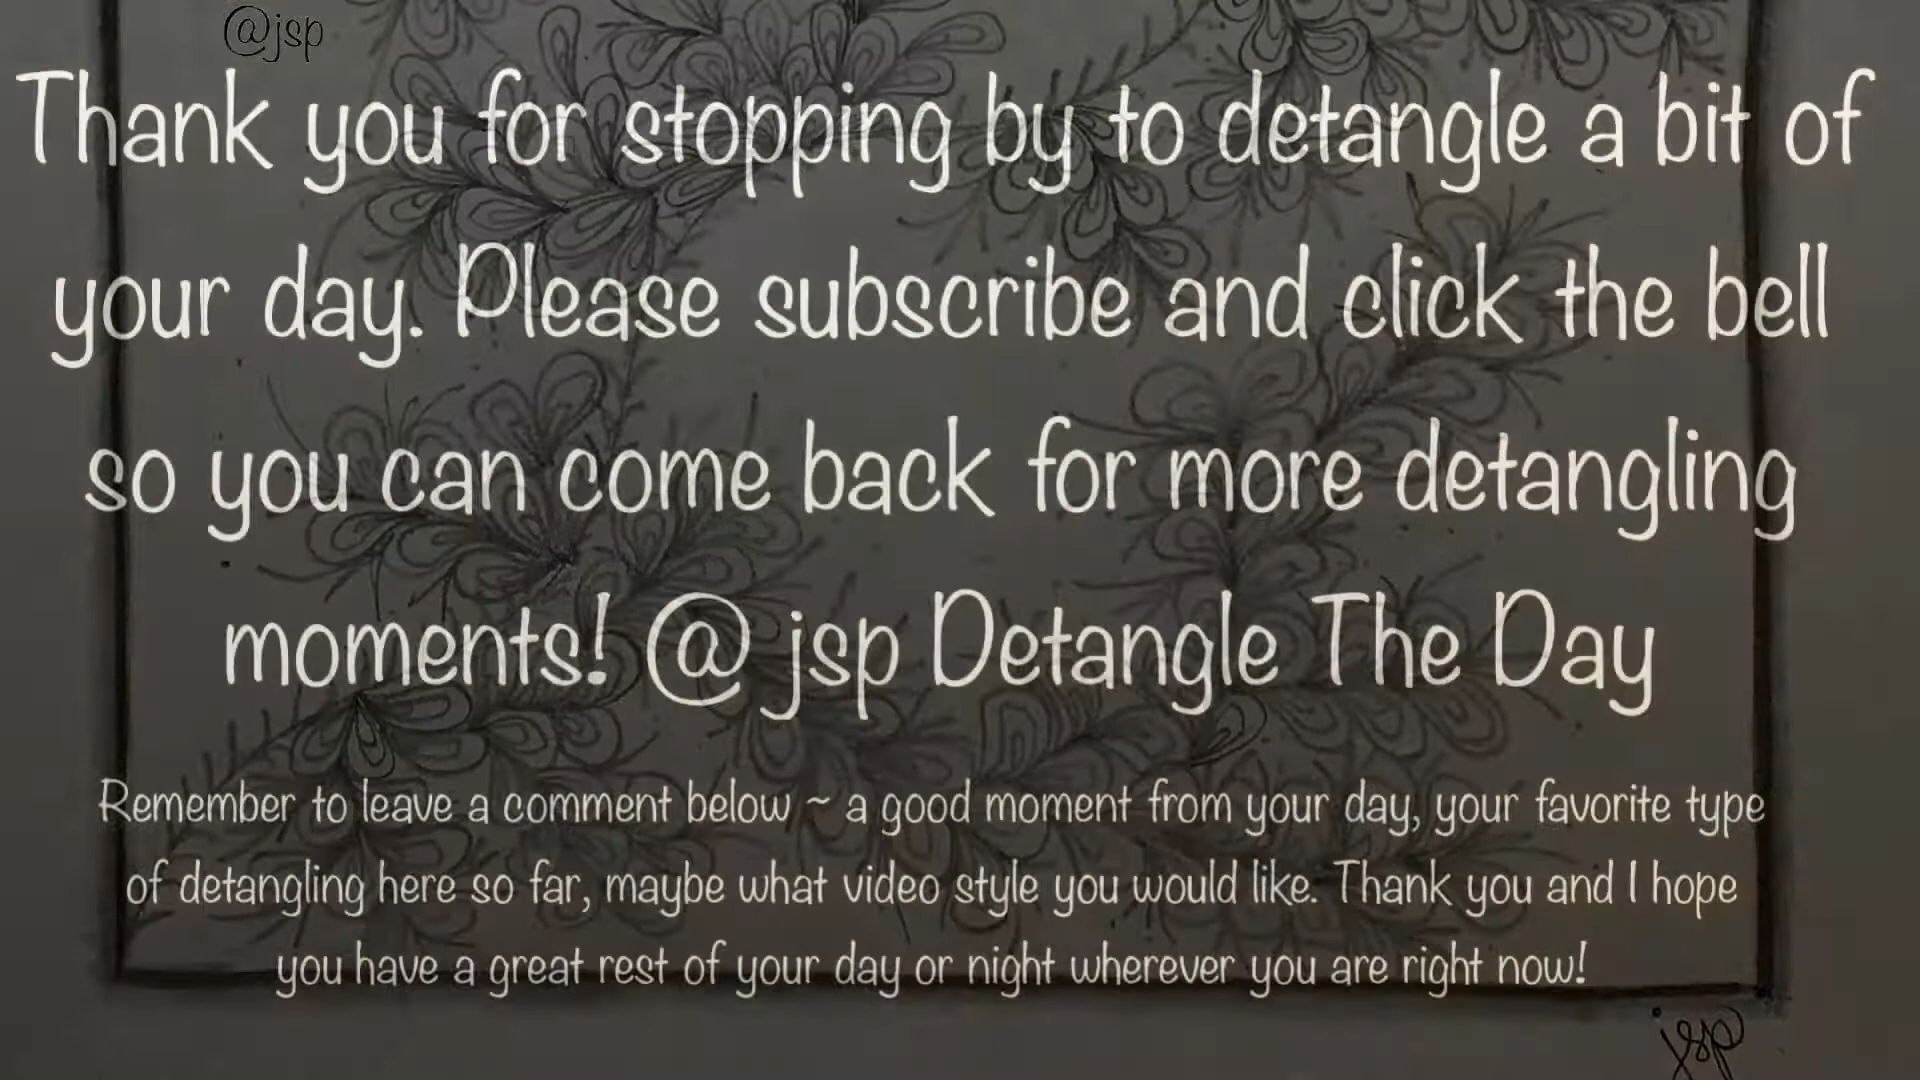 @jsp
Thank you for stopping by to detangle a bit of
your day. Please subscribe and click the bell
so you can come back for more detangling
moments! @ jsp Detangle The Day
Remember to leave a comment below ~ a good moment from your day, your favorite type
of detangling here so far, maybe what video style you would like. Thank you and I hope
you have a great rest of your day or night wherever you are right now!
jsp